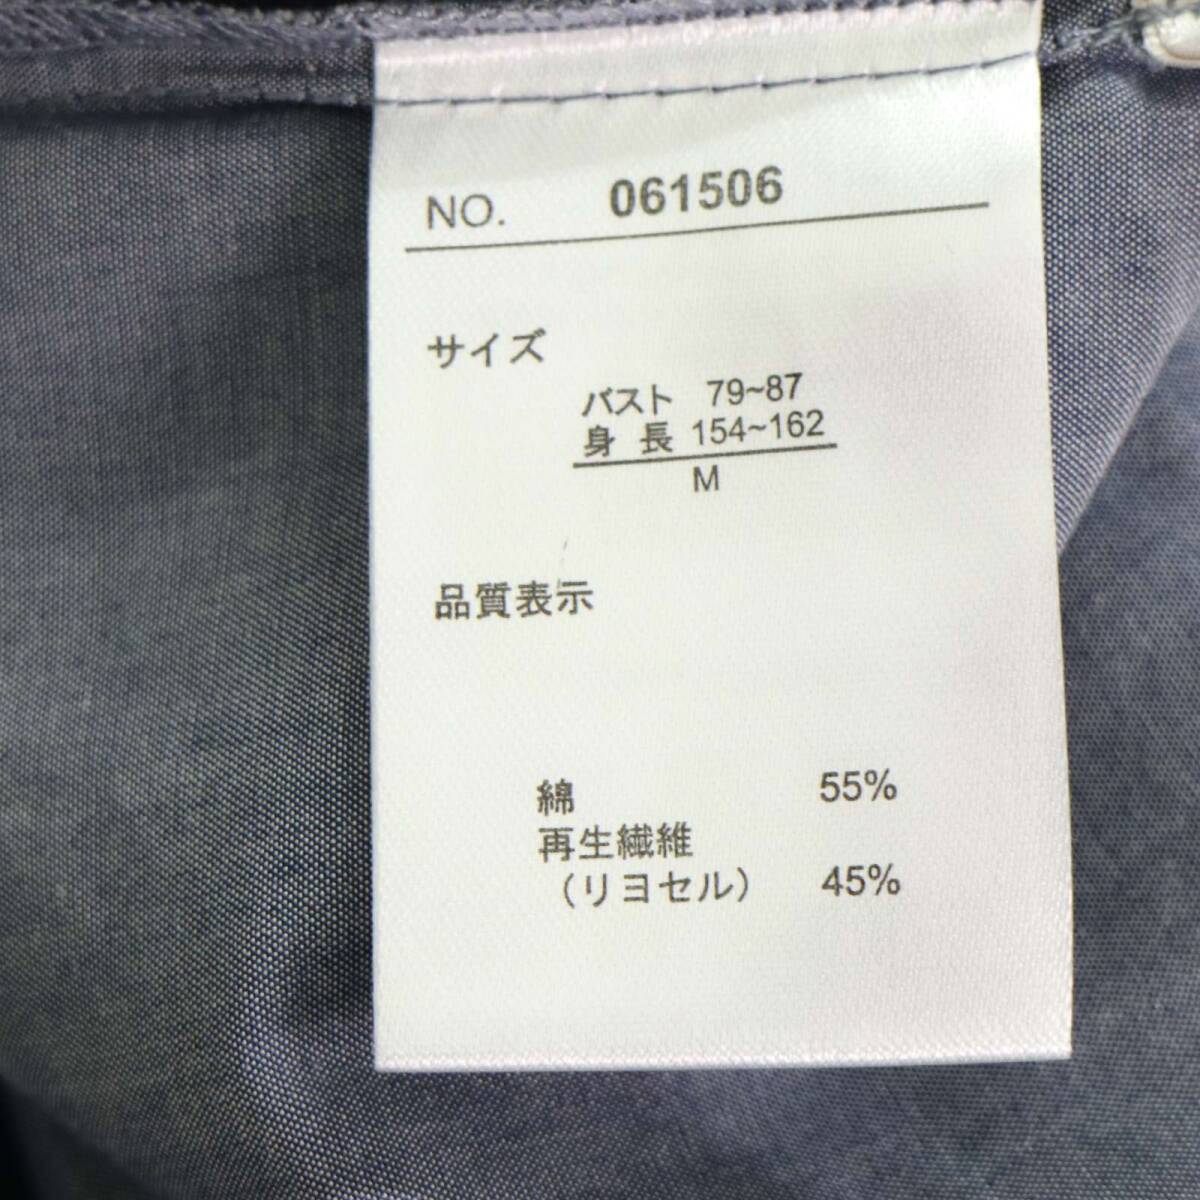 NO. 061506
サイズ
バスト 79~87
身長 154~162
M
品質表示
綿 55%
再生繊維
(リヨセル) 45%